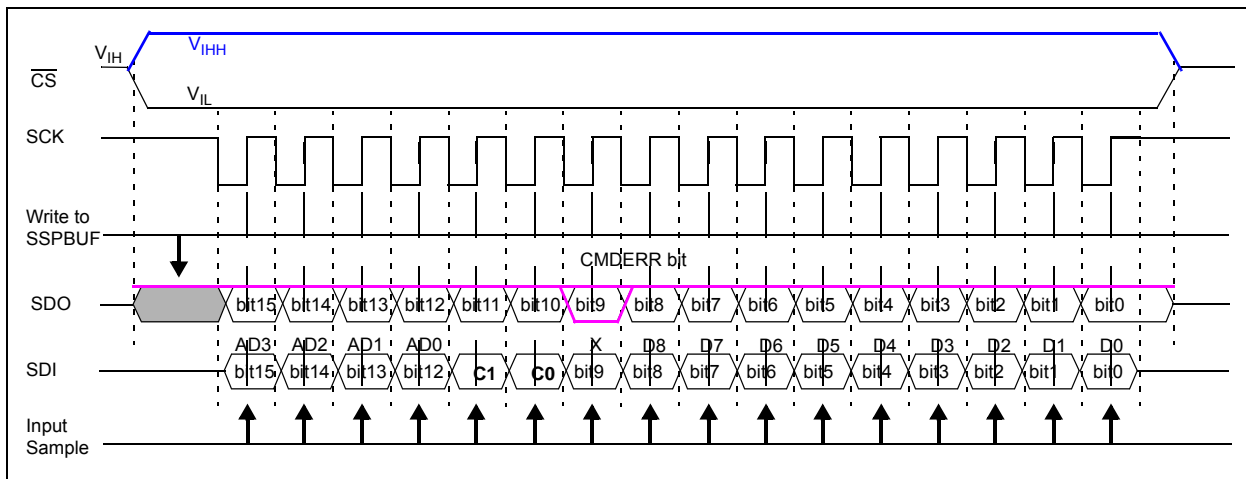 VIH
VIHH
CS
VIL
SCK
Write to
SSPBUF
CMDERR bit
SDO bit15 bit14 bit13 bit12 bit11 bit10 bit9 bit8 bit7 bit6 bit5 bit4 bit3 bit2 bit1 bit0
AD3 AD2 AD1 AD0 X D8 D7 D6 D5 D4 D3 D2 D1 D0
SDI bit15 bit14 bit13 bit12 C1 C0 bit9 bit8 bit7 bit6 bit5 bit4 bit3 bit2 bit1 bit0
Input
Sample